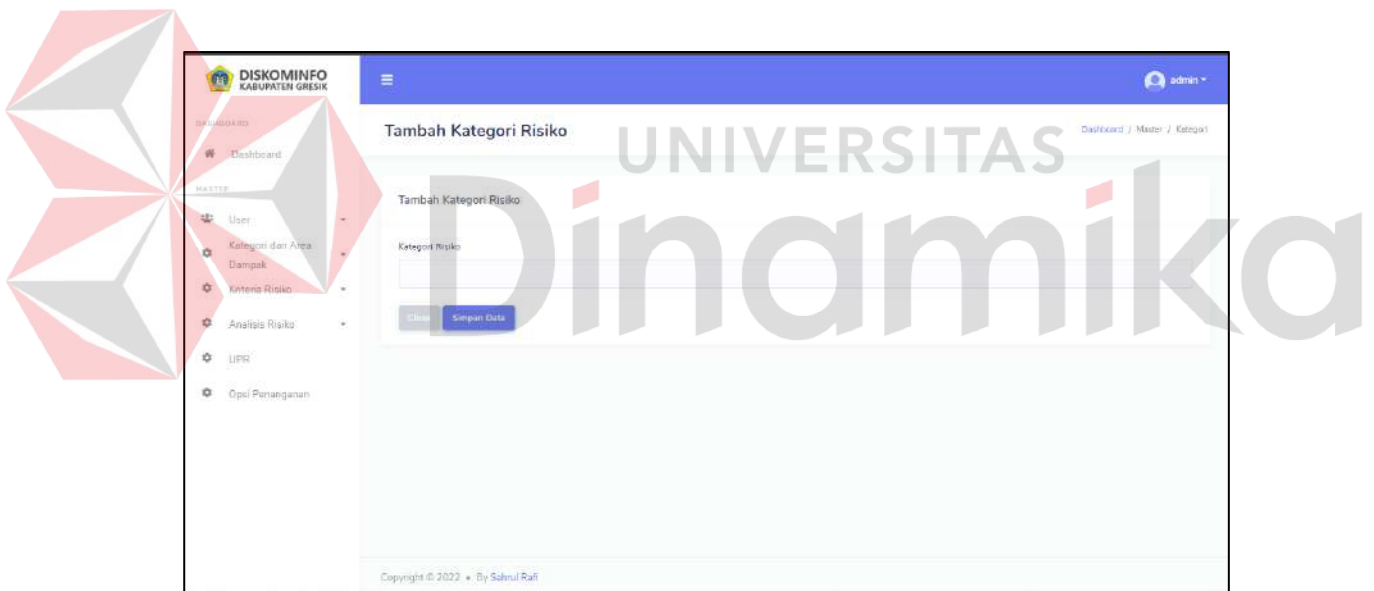 DISKOMINFO
KABUPATEN GRESIK
admin
DASHBOARD
Dashboard
MASTER
User
Kategori dan Area
Dampak
Kriteria Risiko
Analisis Risiko
UPR
Opsi Penanganan
Tambah Kategori Risiko
Dashboard / Master / Kategori
Tambah Kategori Risiko
Kategori Risiko
Simpan Data
Copyright © 2022 • By Sahrul Rafi
UNIVERSITAS
Dinamika